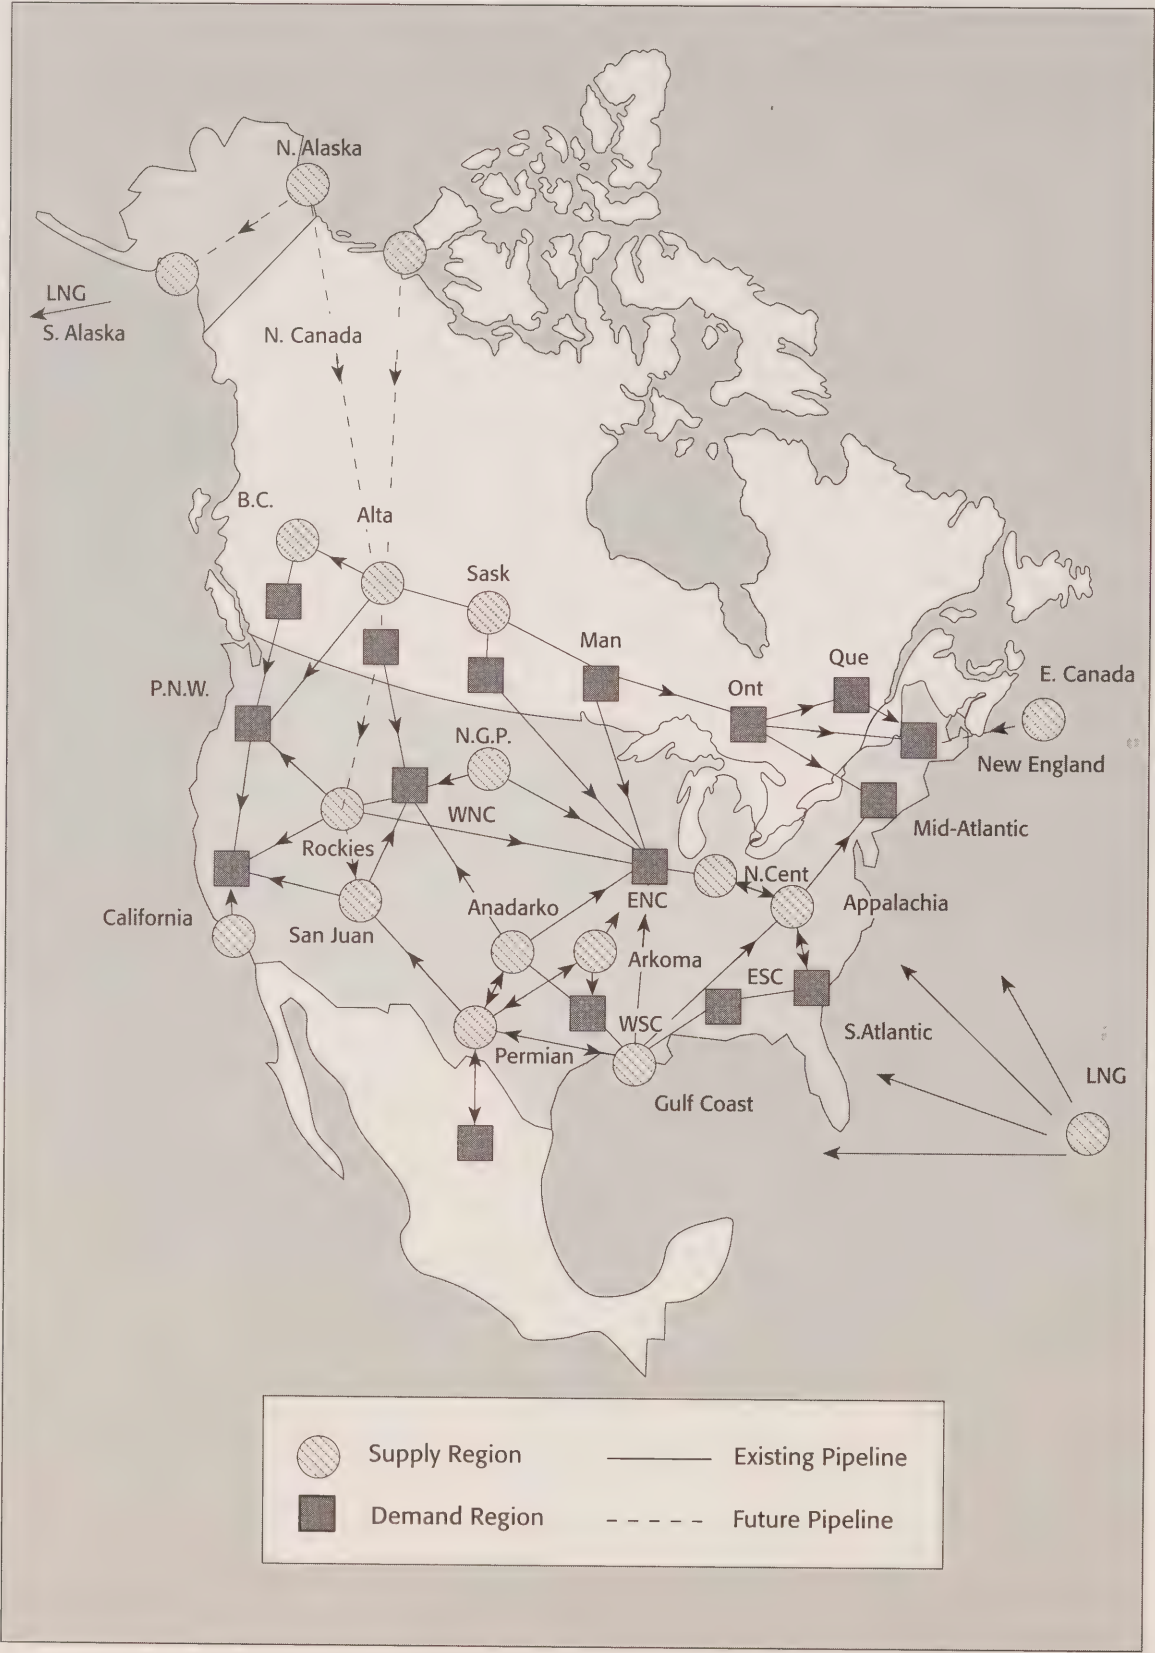 N. Alaska
LNG
S. Alaska
N. Canada
B.C.
Alta
Sask
Man
Que
Ont
E. Canada
P.N.W.
N.G.P.
New England
WNC
Mid-Atlantic
Rockies
N.Cent
ENC
Anadarko
Appalachia
California
San Juan
Arkoma
ESC
WSC
S.Atlantic
Permian
LNG
Gulf Coast
Supply Region
Existing Pipeline
Demand Region
Future Pipeline